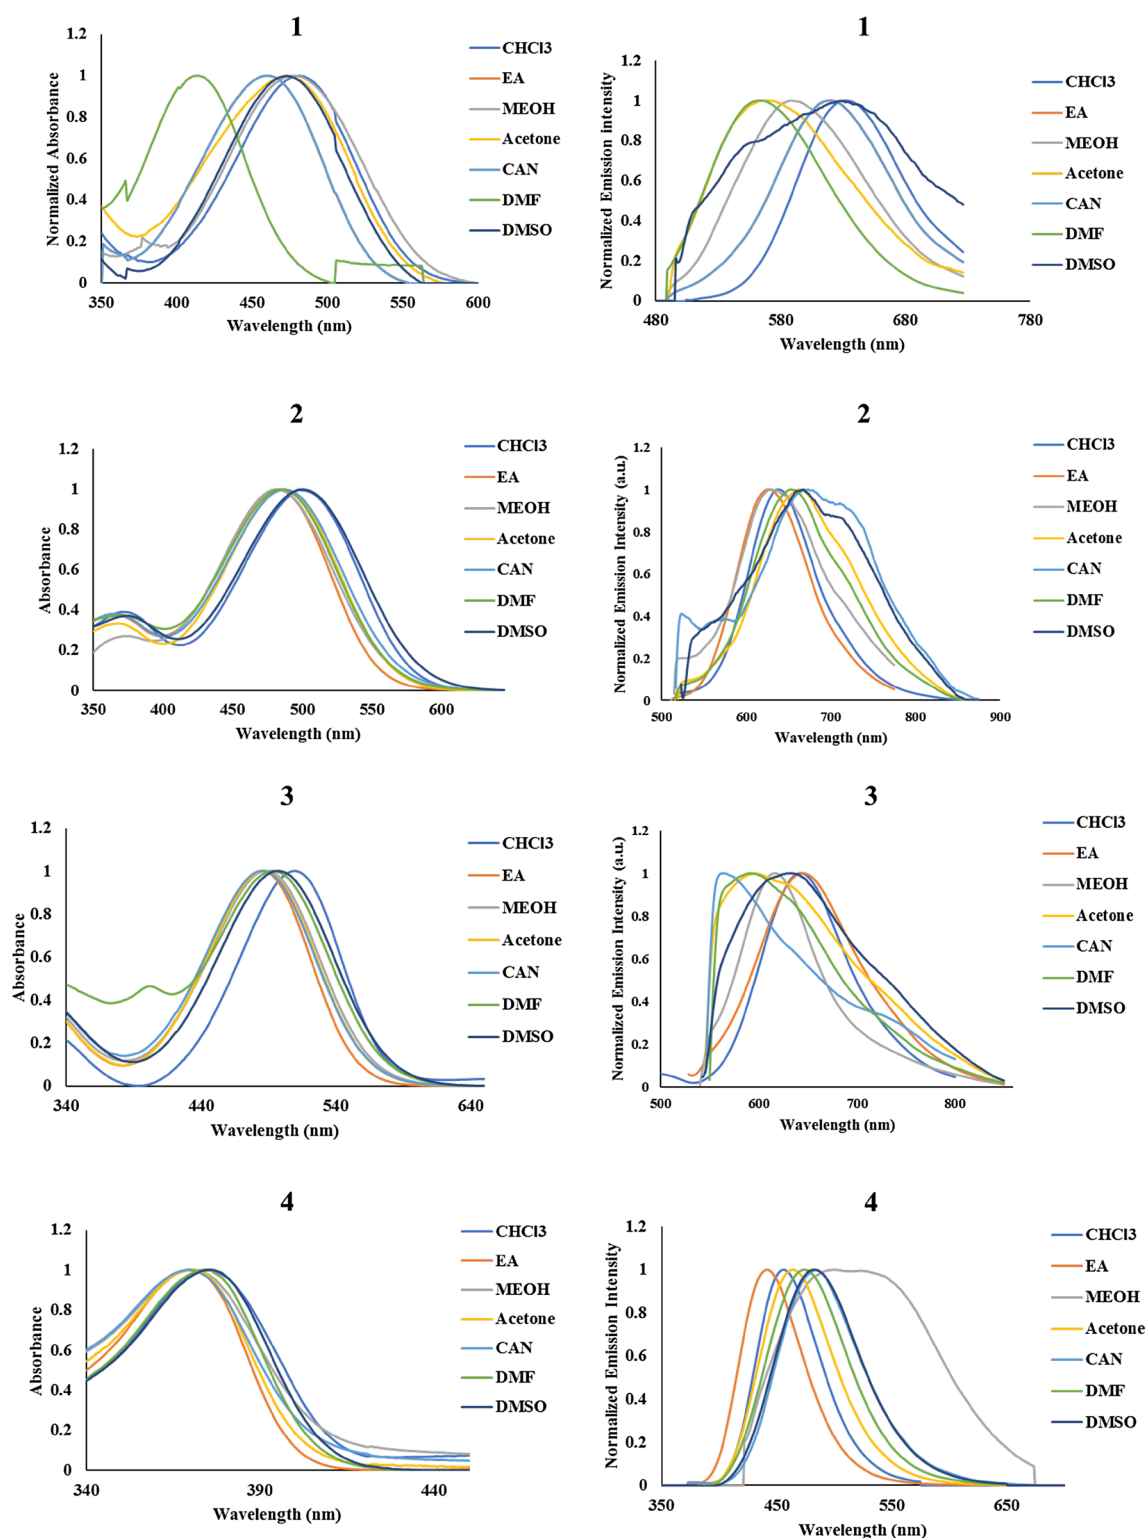 1
Normalized Absorbance
1.2
1
0.8
0.6
0.4
0.2
0
350 400 450 500 550 600
Wavelength (nm)
CHCl3
EA
MEOH
Acetone
CAN
DMF
DMSO
1
Normalized Emission intensity
1.2
1
0.8
0.6
0.4
0.2
0
480 580 680 780
Wavelength (nm)
CHCl3
EA
MEOH
Acetone
CAN
DMF
DMSO
2
Absorbance
1.2
1
0.8
0.6
0.4
0.2
0
350 400 450 500 550 600
Wavelength (nm)
CHCl3
EA
MEOH
Acetone
CAN
DMF
DMSO
2
Normalized Emission Intensity (a.u.)
1.2
1
0.8
0.6
0.4
0.2
0
500 600 700 800 900
Wavelength (nm)
CHCl3
EA
MEOH
Acetone
CAN
DMF
DMSO
3
Absorbance
1.2
1
0.8
0.6
0.4
0.2
0
340 440 540 640
Wavelength (nm)
CHCl3
EA
MEOH
Acetone
CAN
DMF
DMSO
3
Normalized Emission Intensity (a.u.)
1.2
1
0.8
0.6
0.4
0.2
0
500 600 700 800
Wavelength (nm)
CHCl3
EA
MEOH
Acetone
CAN
DMF
DMSO
4
Absorbance
1.2
1
0.8
0.6
0.4
0.2
0
340 390 440
Wavelength (nm)
CHCl3
EA
MEOH
Acetone
CAN
DMF
DMSO
4
Normalized Emission Intensity
1.2
1
0.8
0.6
0.4
0.2
0
350 450 550 650
Wavelength (nm)
CHCl3
EA
MEOH
Acetone
CAN
DMF
DMSO